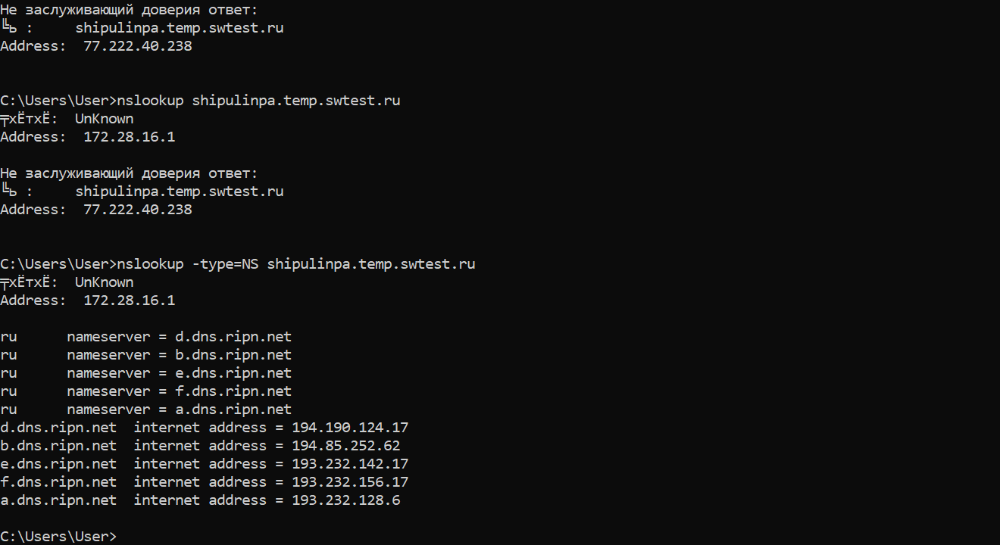 Не заслуживающий доверия ответ:
╚ь :     shipulinpa.temp.swtest.ru
Address:  77.222.40.238
C:\Users\User>nslookup shipulinpa.temp.swtest.ru
╤хЁтхЁ:  UnKnown
Address:  172.28.16.1
Не заслуживающий доверия ответ:
╚ь :     shipulinpa.temp.swtest.ru
Address:  77.222.40.238
C:\Users\User>nslookup -type=NS shipulinpa.temp.swtest.ru
╤хЁтхЁ:  UnKnown
Address:  172.28.16.1
ru      nameserver = d.dns.ripn.net
ru      nameserver = b.dns.ripn.net
ru      nameserver = e.dns.ripn.net
ru      nameserver = f.dns.ripn.net
ru      nameserver = a.dns.ripn.net
d.dns.ripn.net  internet address = 194.190.124.17
b.dns.ripn.net  internet address = 194.85.252.62
e.dns.ripn.net  internet address = 193.232.142.17
f.dns.ripn.net  internet address = 193.232.156.17
a.dns.ripn.net  internet address = 193.232.128.6
C:\Users\User>